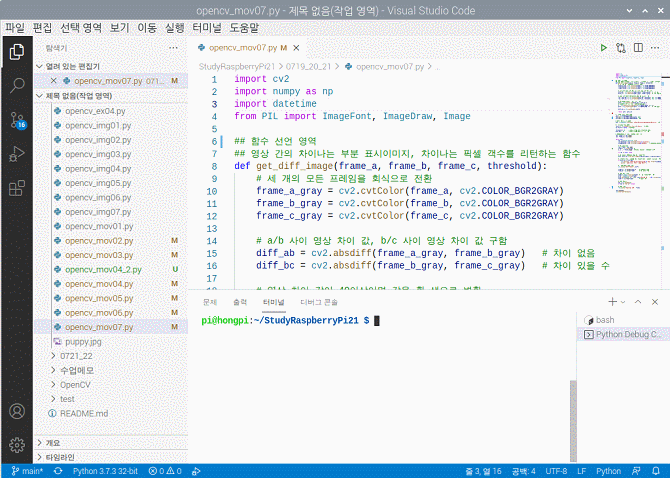 opencv_mov07.py - 제목 없음(작업 영역) - Visual Studio Code
파일 편집 선택 영역 보기 이동 실행 터미널 도움말
탐색기
열려 있는 편집기
opencv_mov07.py 0719... M
제목 없음(작업 영역)
opencv_ex04.py
opencv_img01.py
opencv_img02.py
opencv_img03.py
opencv_img04.py
opencv_img05.py
opencv_img06.py
opencv_img07.py
opencv_mov01.py
opencv_mov02.py M
opencv_mov03.py M
opencv_mov04_2.py U
opencv_mov04.py M
opencv_mov05.py M
opencv_mov06.py M
opencv_mov07.py M
puppy.jpg
0721_22
수업메모
OpenCV
test
README.md
개요
타임라인
16
opencv_mov07.py M
StudyRaspberryPi21 > 0719_20_21 > opencv_mov07.py > ...
1 import cv2
2 import numpy as np
3 import datetime
4 from PIL import ImageFont, ImageDraw, Image
5
6 ## 함수 선언 영역
7 ## 영상 간의 차이나는 부분 표시이미지, 차이나는 픽셀 갯수를 리턴하는 함수
8 def get_diff_image(frame_a, frame_b, frame_c, threshold):
9 # 세 개의 모든 프레임을 회식으로 전환
10 frame_a_gray = cv2.cvtColor(frame_a, cv2.COLOR_BGR2GRAY)
11 frame_b_gray = cv2.cvtColor(frame_b, cv2.COLOR_BGR2GRAY)
12 frame_c_gray = cv2.cvtColor(frame_c, cv2.COLOR_BGR2GRAY)
13
14 # a/b 사이 영상 차이 값, b/c 사이 영상 차이 값 구함
15 diff_ab = cv2.absdiff(frame_a_gray, frame_b_gray) # 차이 없음
16 diff_bc = cv2.absdiff(frame_b_gray, frame_c_gray) # 차이 있을 수
17
문제 출력 터미널 디버그 콘솔
pi@hongpi:~/StudyRaspberryPi21 $
bash
Python Debug C...
main* Python 3.7.3 32-bit 0 0 줄 3, 열 16 공백: 4 UTF-8 LF Python